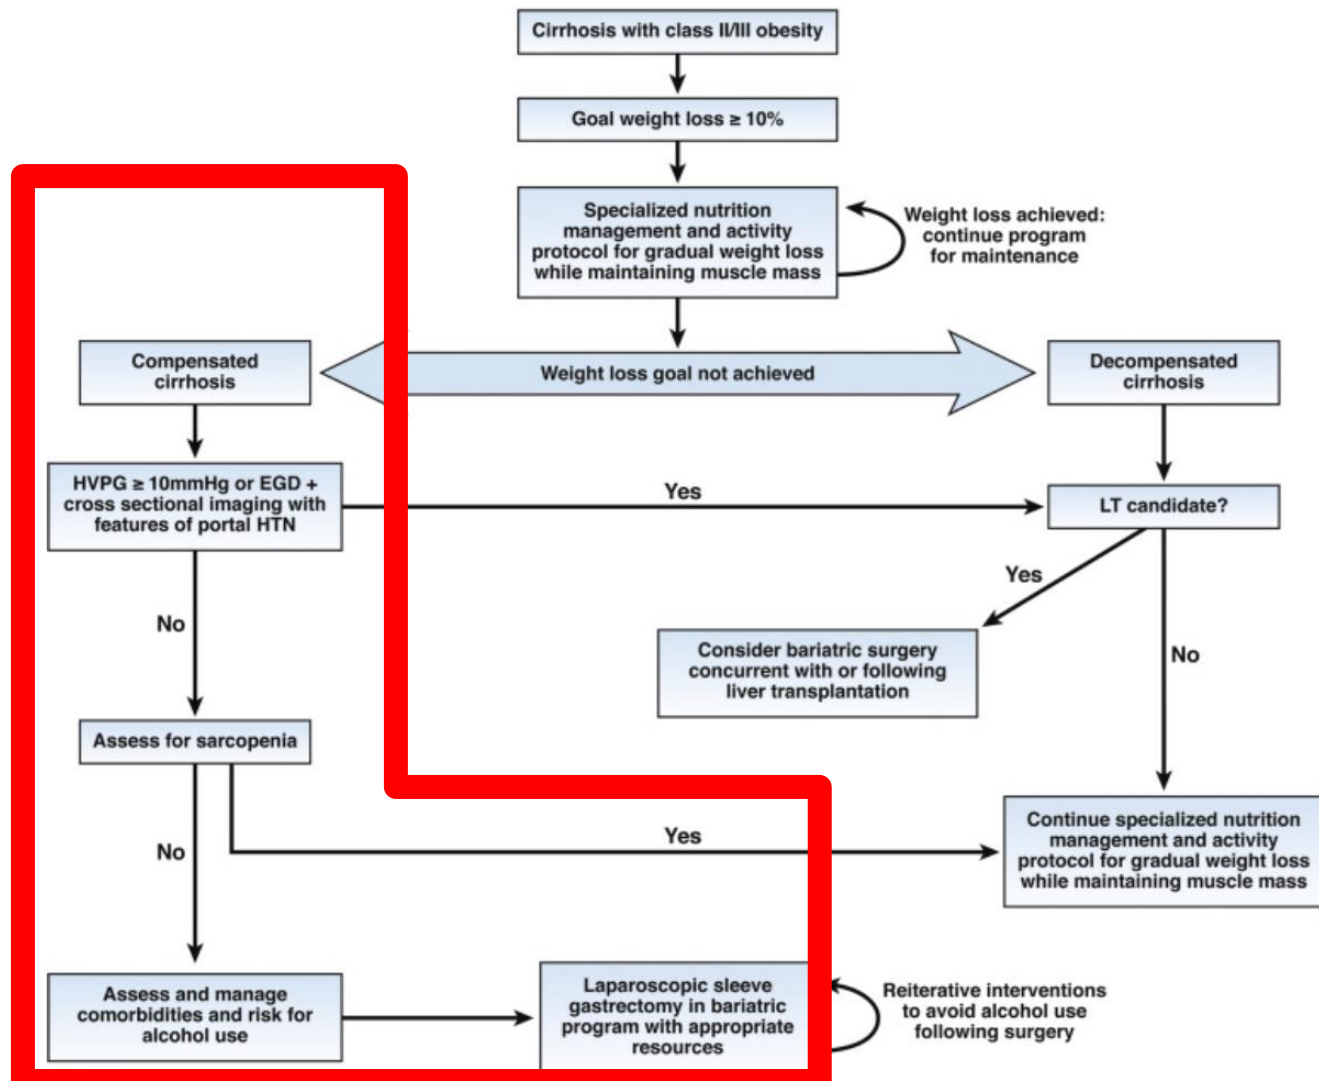 Cirrhosis with class II/III obesity
Goal weight loss ≥ 10%
Specialized nutrition
management and activity
protocol for gradual weight loss
while maintaining muscle mass
Weight loss achieved:
continue program
for maintenance
Weight loss goal not achieved
Compensated
cirrhosis
Decompensated
cirrhosis
HVPG ≥ 10mmHg or EGD +
cross sectional imaging with
features of portal HTN
Yes
LT candidate?
Yes
No
No
Consider bariatric surgery
concurrent with or following
liver transplantation
Assess for sarcopenia
No
Yes
Continue specialized nutrition
management and activity
protocol for gradual weight loss
while maintaining muscle mass
Assess and manage
comorbidities and risk for
alcohol use
Laparoscopic sleeve
gastrectomy in bariatric
program with appropriate
resources
Reiterative interventions
to avoid alcohol use
following surgery